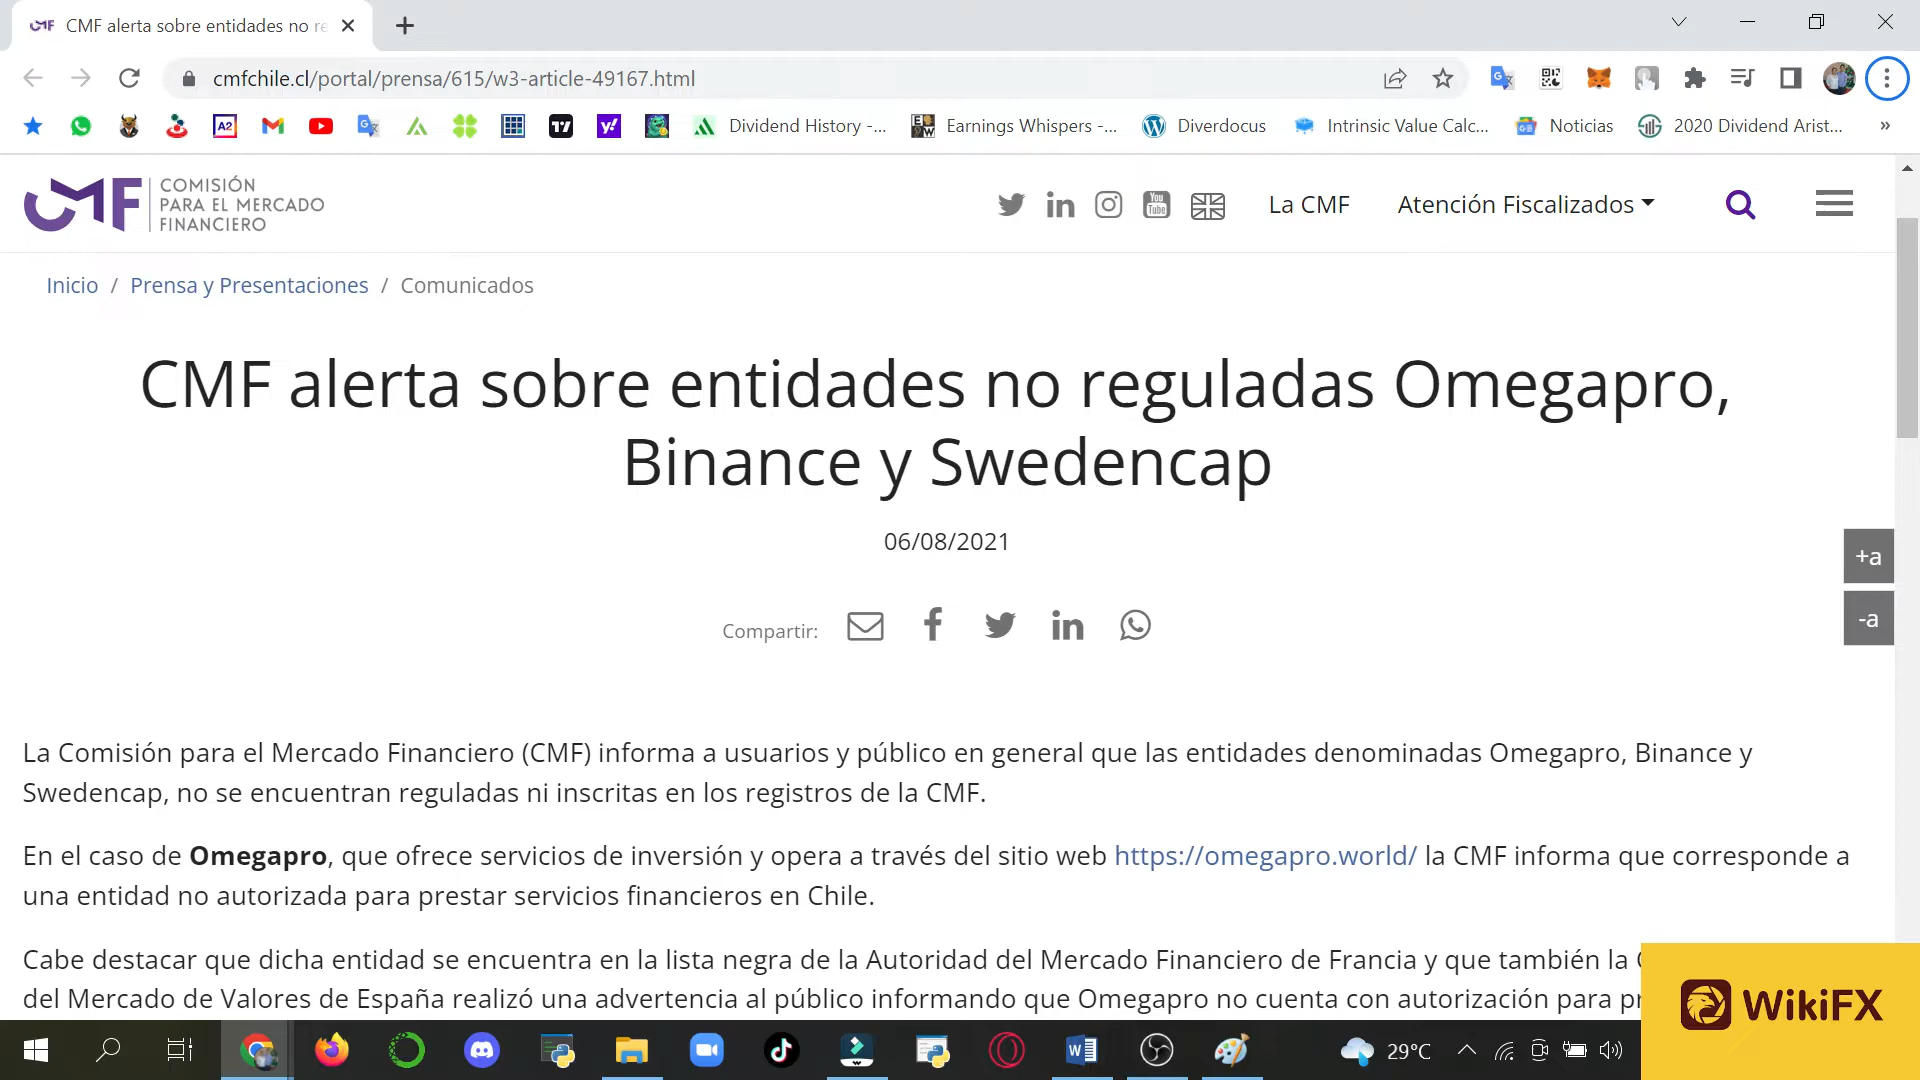 CMF alerta sobre entidades no re
cmfchile.cl/portal/prensa/615/w3-article-49167.html
A2
Dividend History -...
Earnings Whispers -...
Diverdocus
Intrinsic Value Calc...
Noticias
2020 Dividend Arist...
»
CMF
COMISIÓN
PARA EL MERCADO
FINANCIERO
You
Tube
La CMF
Atención Fiscalizados
Inicio / Prensa y Presentaciones / Comunicados
CMF alerta sobre entidades no reguladas Omegapro,
Binance y Swedencap
06/08/2021
+a
-a
Compartir:
La Comisión para el Mercado Financiero (CMF) informa a usuarios y público en general que las entidades denominadas Omegapro, Binance y
Swedencap, no se encuentran reguladas ni inscritas en los registros de la CMF.
En el caso de Omegapro, que ofrece servicios de inversión y opera a través del sitio web https://omegapro.world/ la CMF informa que corresponde a
una entidad no autorizada para prestar servicios financieros en Chile.
Cabe destacar que dicha entidad se encuentra en la lista negra de la Autoridad del Mercado Financiero de Francia y que también la
del Mercado de Valores de España realizó una advertencia al público informando que Omegapro no cuenta con autorización para
WikiFX
29°C